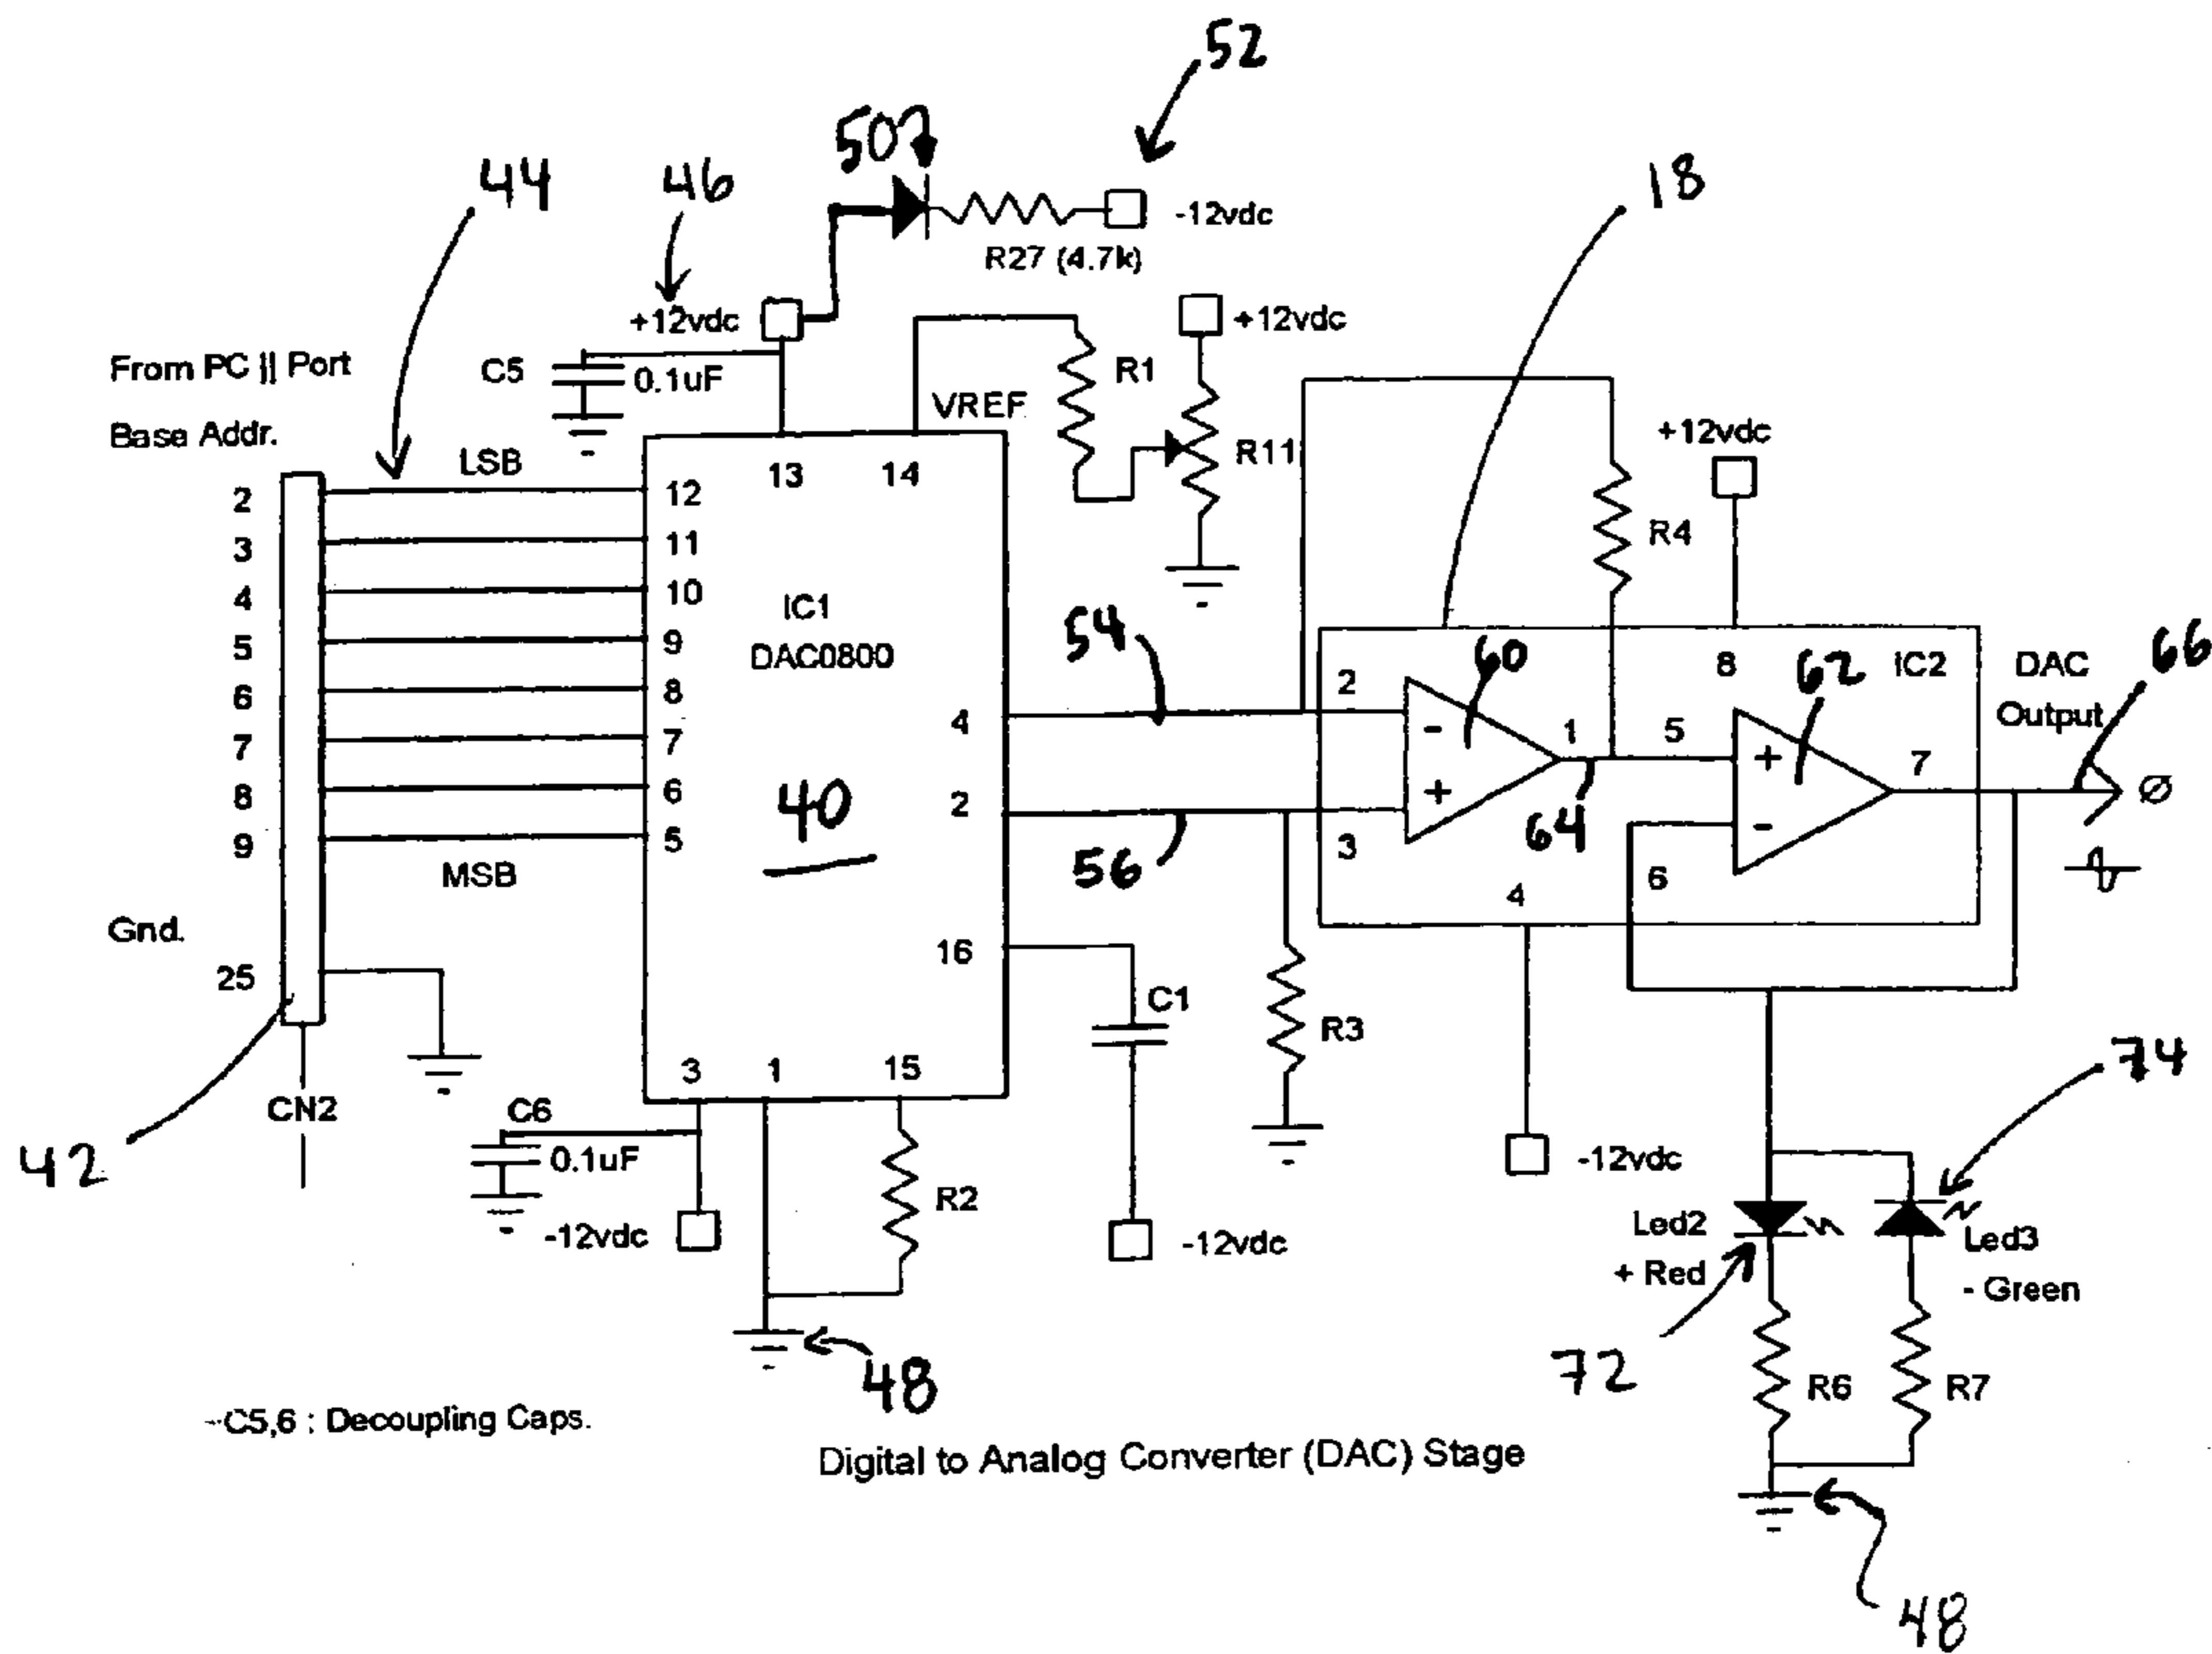 52
50
44
46
18
-12vdc
R27 (4.7k)
+12vdc
+12vdc
From PC || Port
C5
0.1uF
R1
VREF
Base Addr.
R11
+12vdc
LSB
13
14
2
12
R4
3
11
4
10
IC1
5
9
DAC0800
54
60
8
62
IC2
DAC
66
6
8
2
-
Output
4
1
5
7
7
+
7
8
6
40
2
+
64
-
Ø
9
5
56
3
6
MSB
4
Gnd.
16
25
C1
R3
74
3
1
15
CN2
C6
42
0.1uF
R2
-12vdc
-12vdc
-12vdc
Led2
Led3
+ Red
- Green
72
48
R6
R7
-C5,6 : Decoupling Caps.
Digital to Analog Converter (DAC) Stage
48